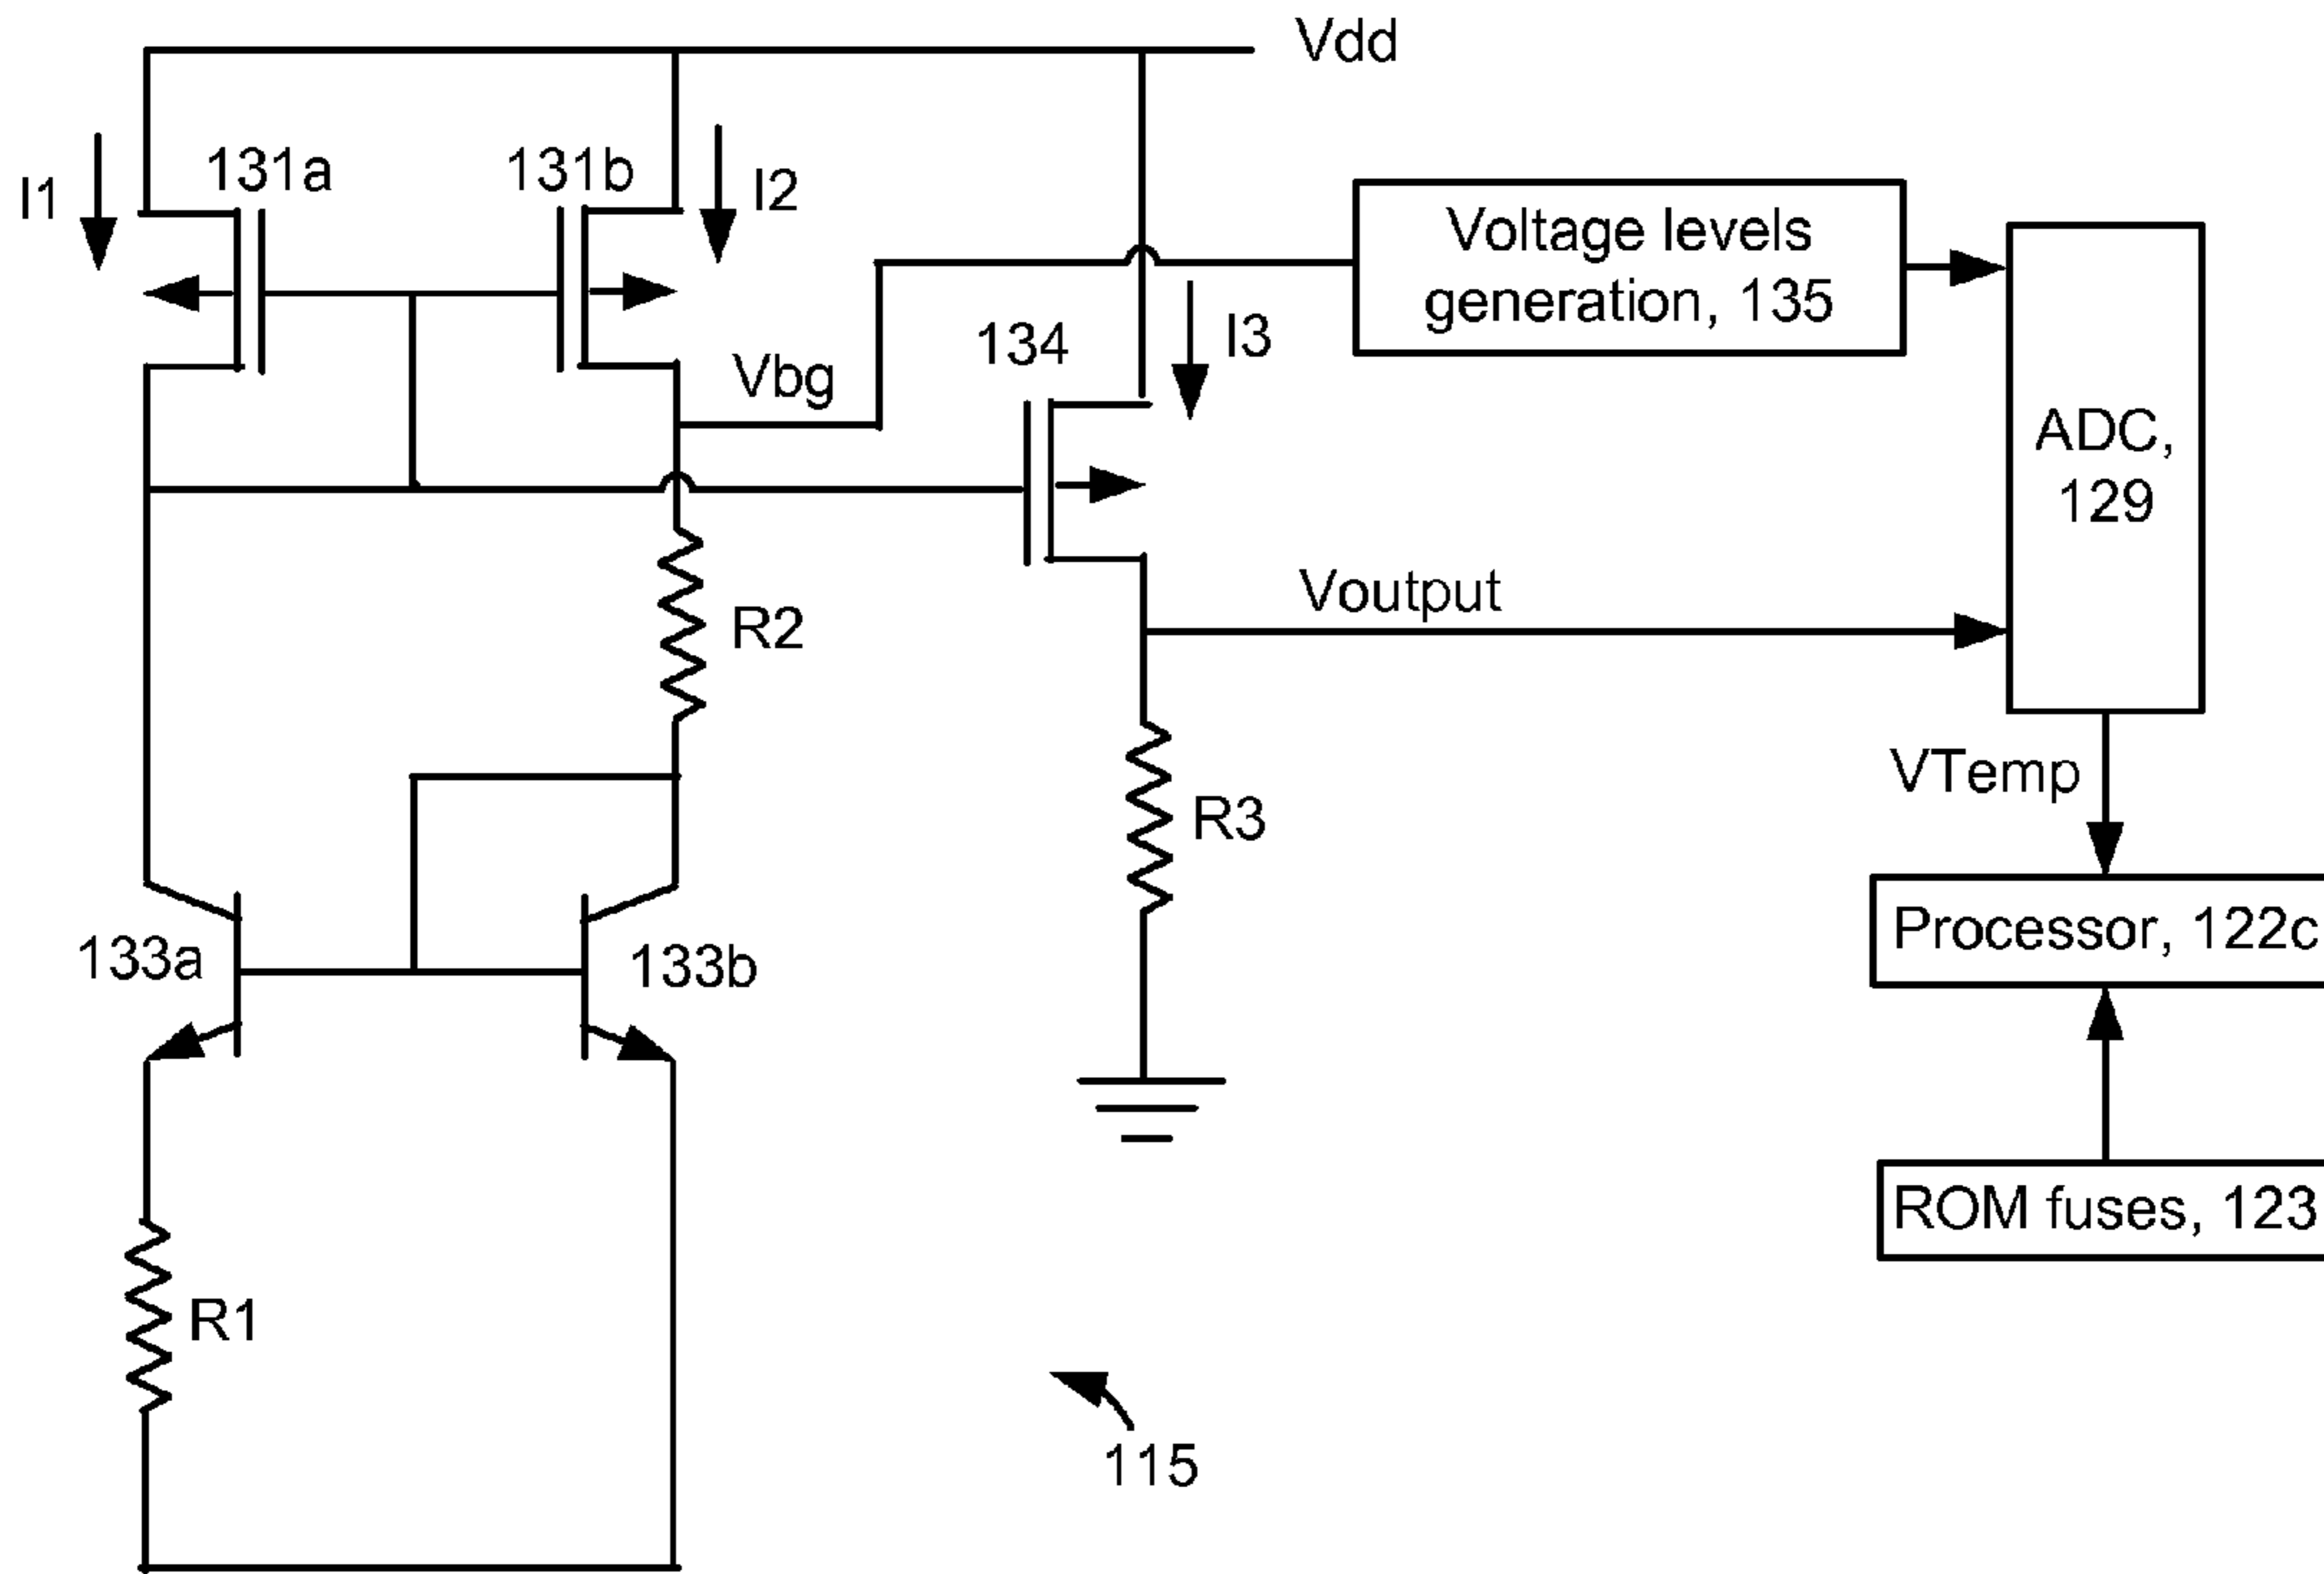 Vdd
I1
131a
131b
I2
Voltage levels
generation, 135
134
I3
Vbg
ADC,
129
Voutput
R2
VTemp
R3
133a
133b
Processor, 122c
ROM fuses, 123
R1
115